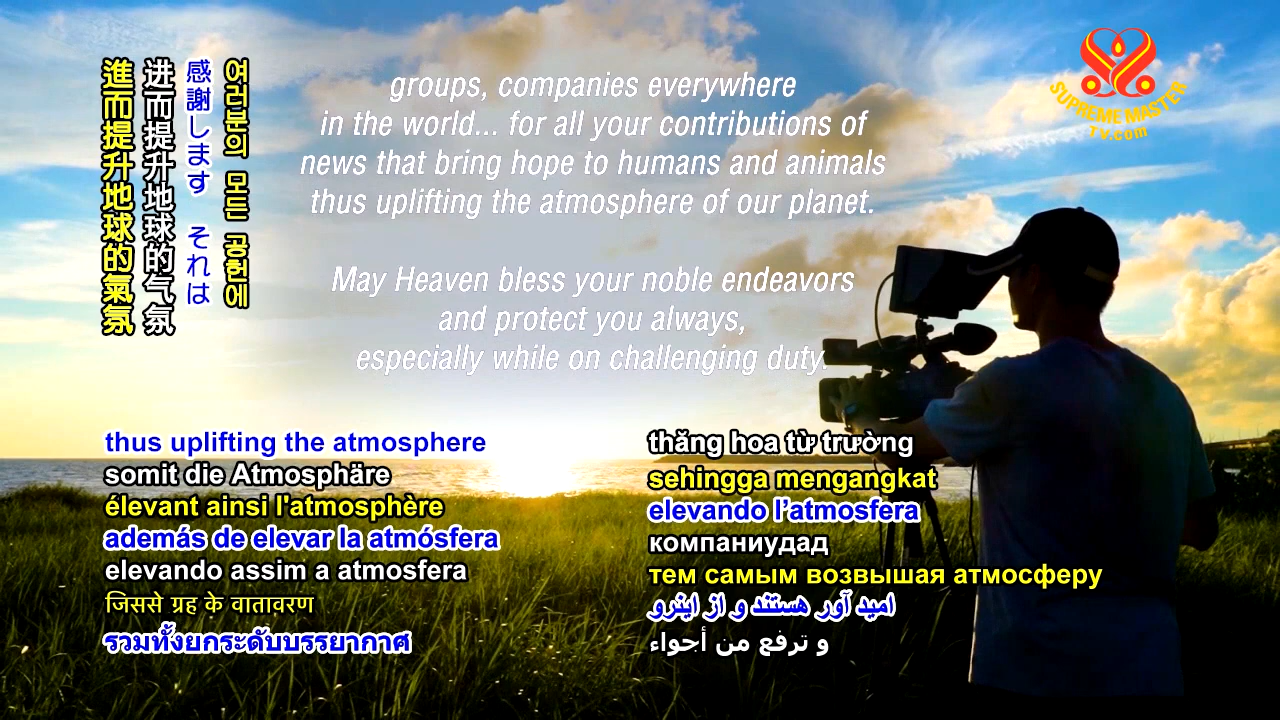 進而提升地球的氣氛
进而提升地球的气氛
感謝します それは
여러분의 모든 공헌에
groups, companies everywhere
in the world... for all your contributions of
news that bring hope to humans and animals
thus uplifting the atmosphere of our planet.
May Heaven bless your noble endeavors
and protect you always,
especially while on challenging duty.
SUPREME MASTER
TV.com
thus uplifting the atmosphere
somit die Atmosphäre
élevant ainsi l'atmosphère
además de elevar la atmósfera
elevando assim a atmosfera
जिससे ग्रह के वातावरण
รวมทั้งยกระดับบรรยากาศ
thăng hoa từ trường
sehingga mengangkat
elevando l’atmosfera
компаниудад
тем самым возвышая атмосферу
امید آور هستند و از اینرو
و ترفع من أجواء